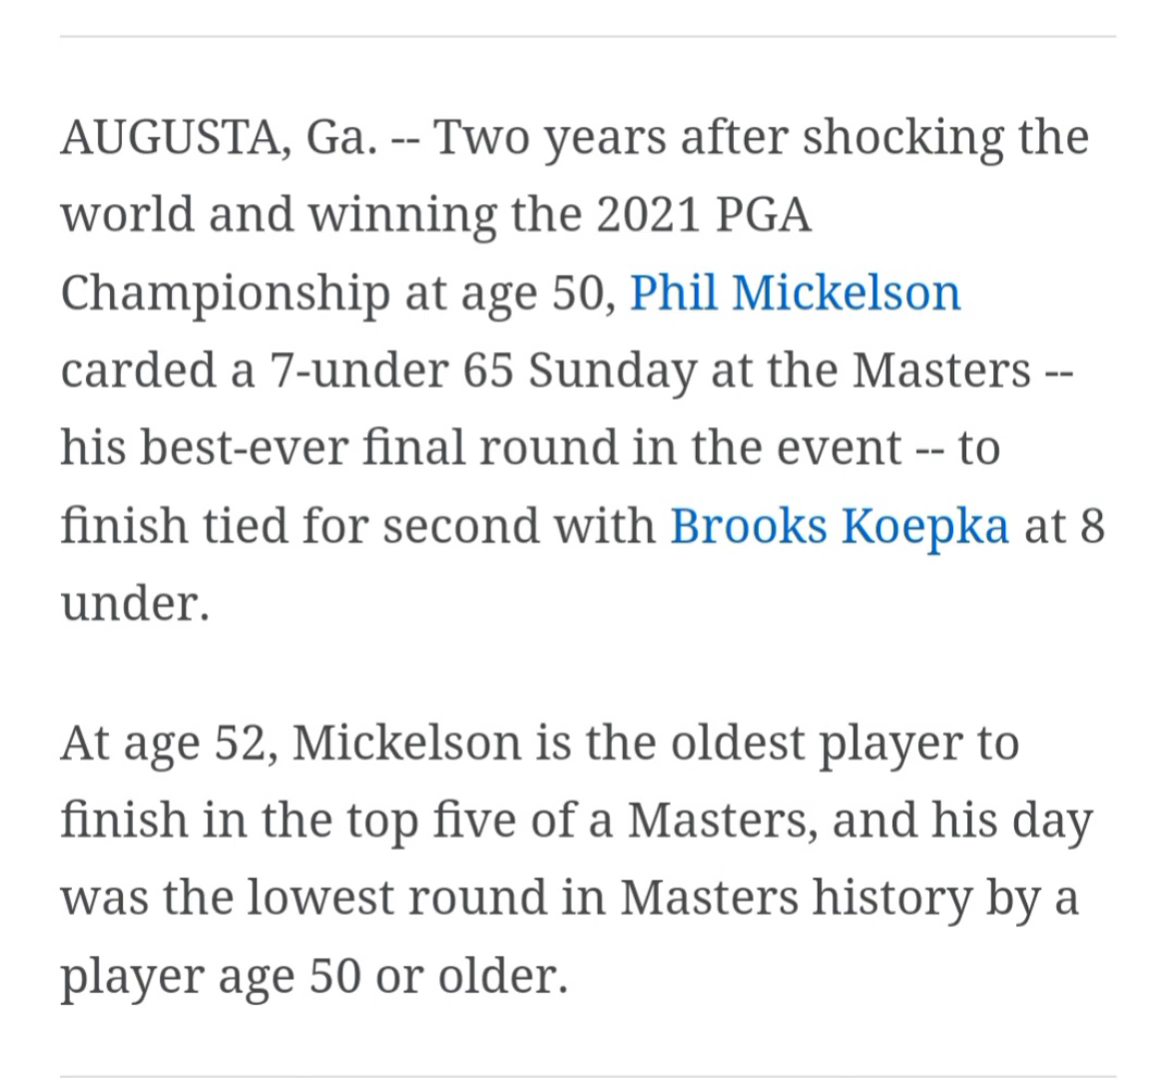 AUGUSTA, Ga. -- Two years after shocking the
world and winning the 2021 PGA
Championship at age 50, Phil Mickelson
carded a 7-under 65 Sunday at the Masters --
his best-ever final round in the event -- to
finish tied for second with Brooks Koepka at 8
under.
At age 52, Mickelson is the oldest player to
finish in the top five of a Masters, and his day
was the lowest round in Masters history by a
player age 50 or older.